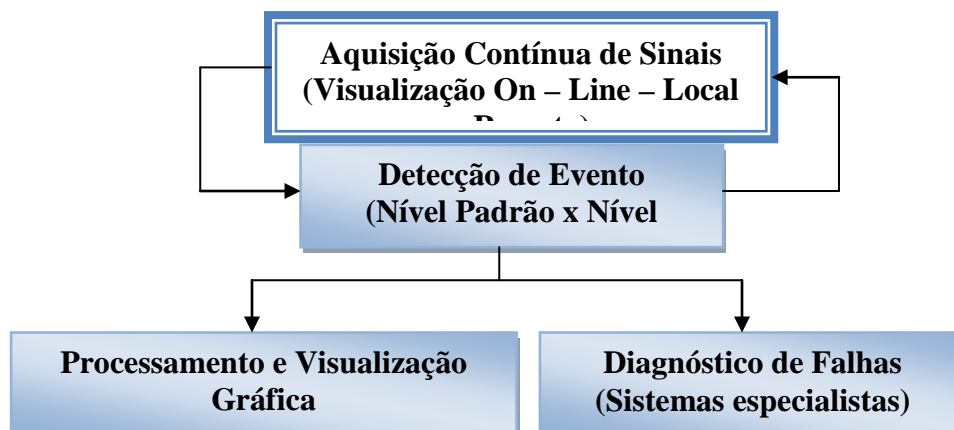 Aquisição Contínua de Sinais
(Visualização On – Line – Local
Detecção de Evento
(Nível Padrão x Nível
Processamento e Visualização
Gráfica
Diagnóstico de Falhas
(Sistemas especialistas)